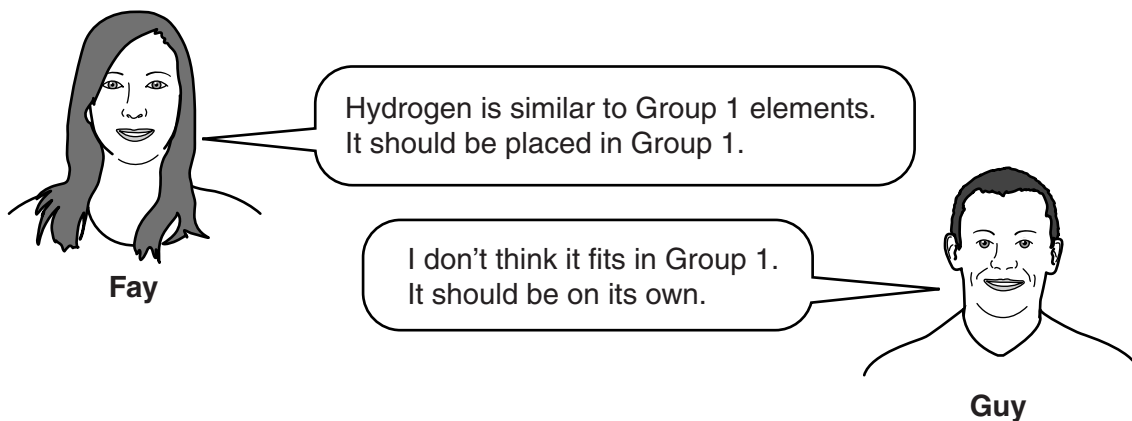 Hydrogen is similar to Group 1 elements.
It should be placed in Group 1.
Fay
I don’t think it fits in Group 1.
It should be on its own.
Guy